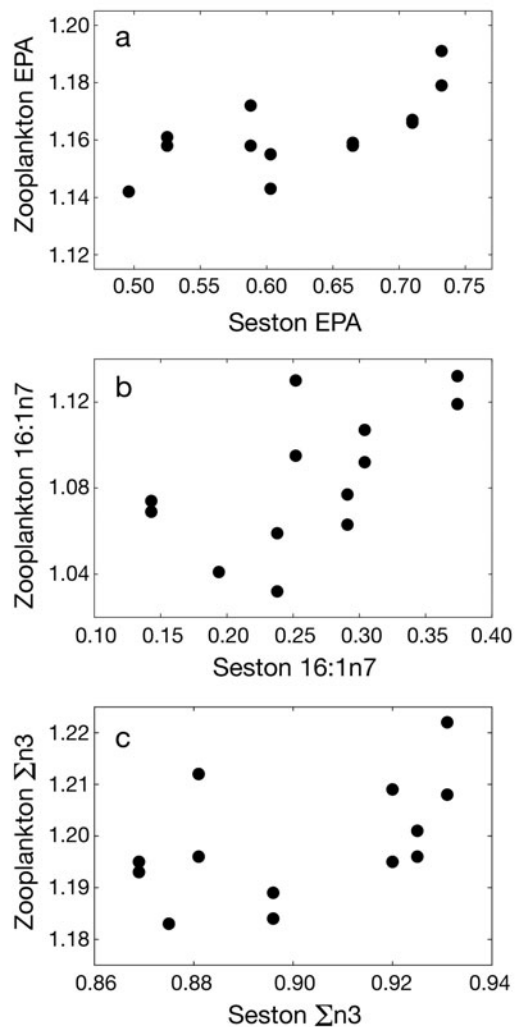 a
1.20
1.18
1.16
1.14
1.12
Zooplankton EPA
0.50 0.55 0.60 0.65 0.70 0.75
Seston EPA
b
1.12
1.08
1.04
Zooplankton 16:1n7
0.10 0.15 0.20 0.25 0.30 0.35 0.40
Seston 16:1n7
c
1.22
1.21
1.20
1.19
1.18
Zooplankton Σn3
0.86 0.88 0.90 0.92 0.94
Seston Σn3